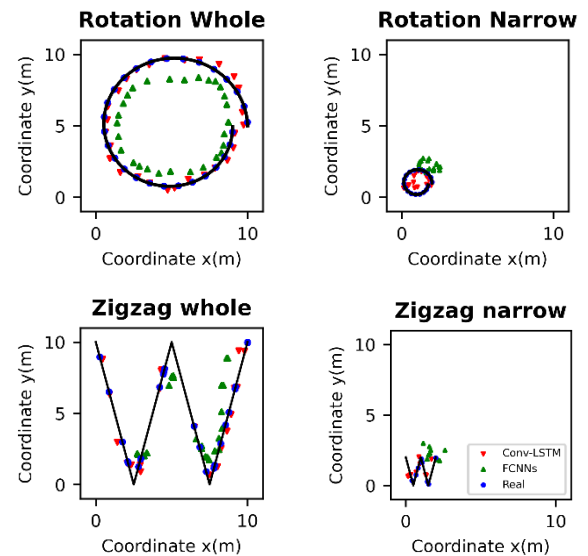 Rotation Whole
10
5
0
Coordinate y(m)
0
10
Coordinate x(m)
Rotation Narrow
10
5
0
Coordinate y(m)
0
10
Coordinate x(m)
Zigzag whole
10
5
0
Coordinate y(m)
0
10
Coordinate x(m)
Zigzag narrow
10
5
0
Coordinate y(m)
Conv-LSTM
FCNNs
Real
0
10
Coordinate x(m)